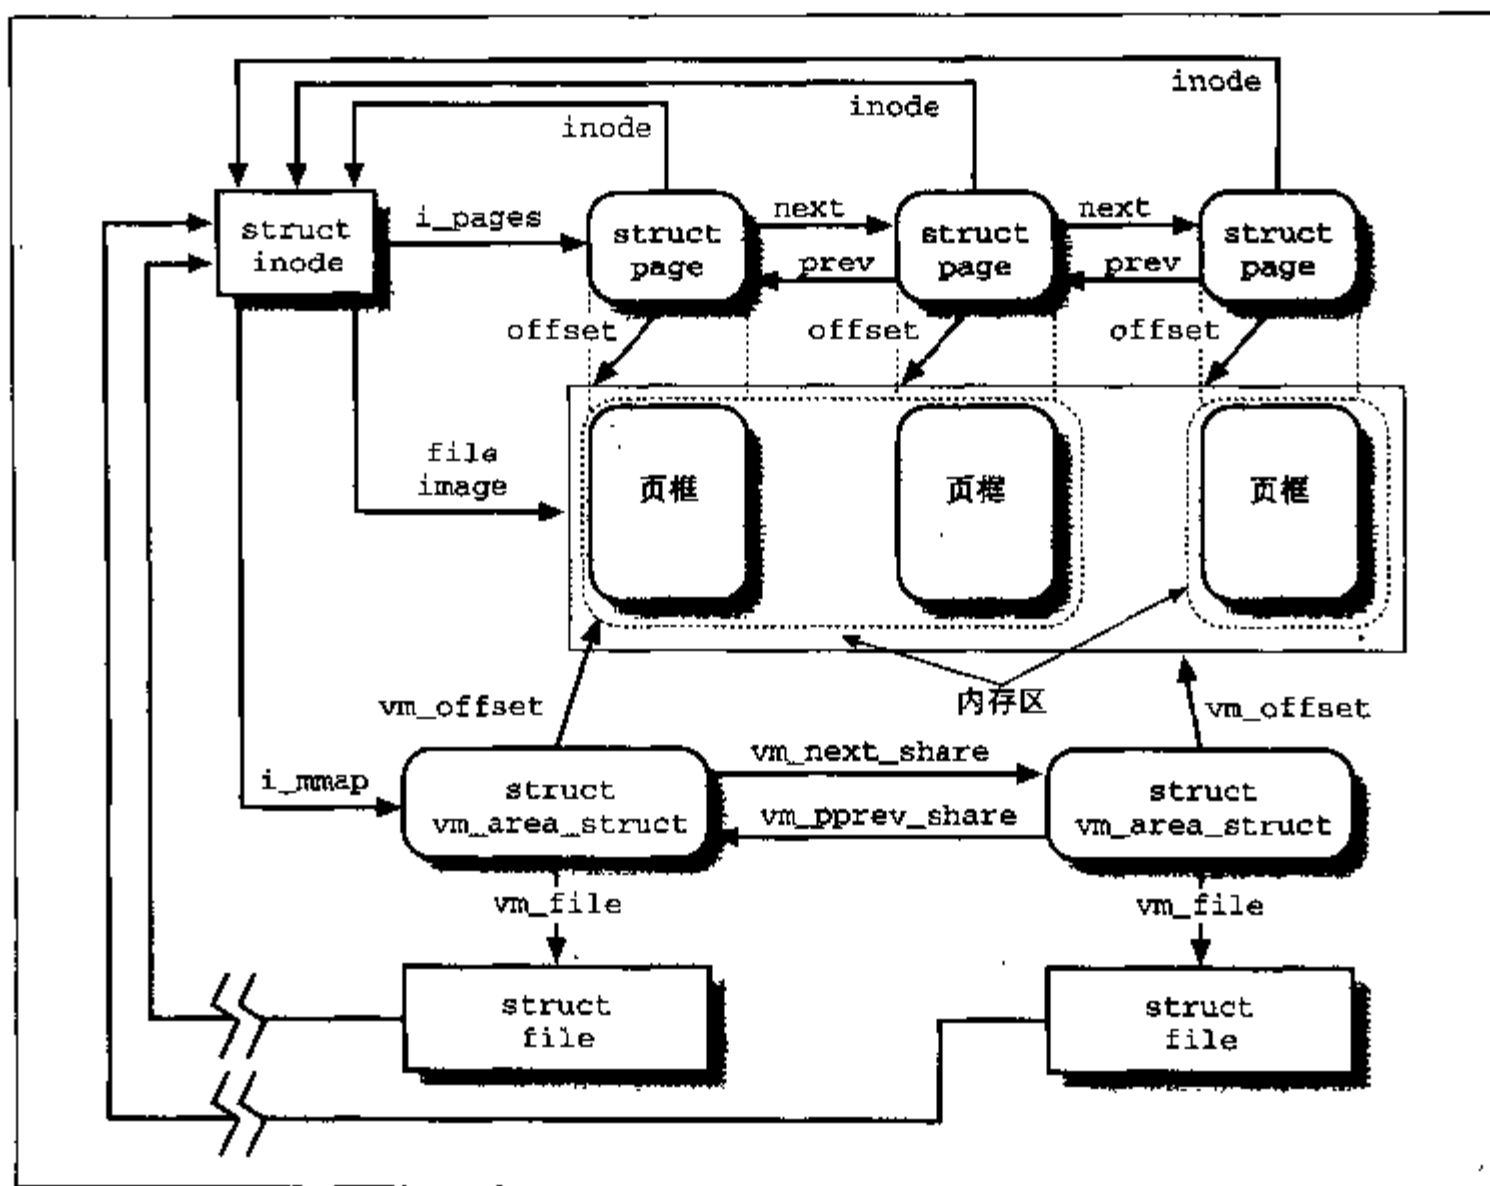 inode
inode
inode
struct
inode
i_pages
struct
page
next
prev
struct
page
next
prev
struct
page
offset
offset
offset
file
image
页框
页框
页框
内存区
vm_offset
vm_offset
i_mmap
struct
vm_area_struct
vm_next_share
vm_pprev_share
struct
vm_area_struct
vm_file
vm_file
struct
file
struct
file